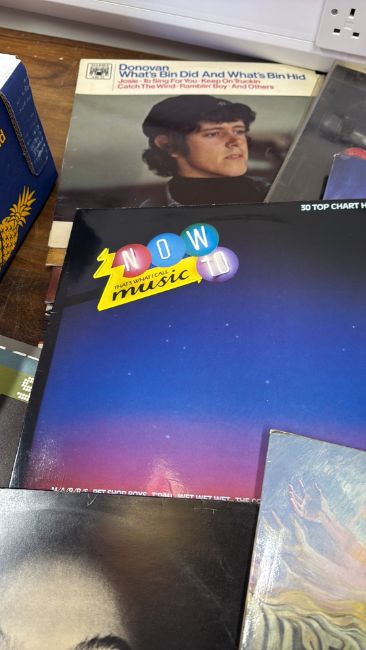 Donovan
What's Bin Did And What's Bin Hid
Josie · To Sing For You · Keep On Truckin
Catch The Wind · Ramblin' Boy · And Others
30 TOP CHART H
NOW
10
THAT'S WHAT I CALL
music
M/A/R/R/S PET SHOP BOYS T'PAU WET WET WET THE CO